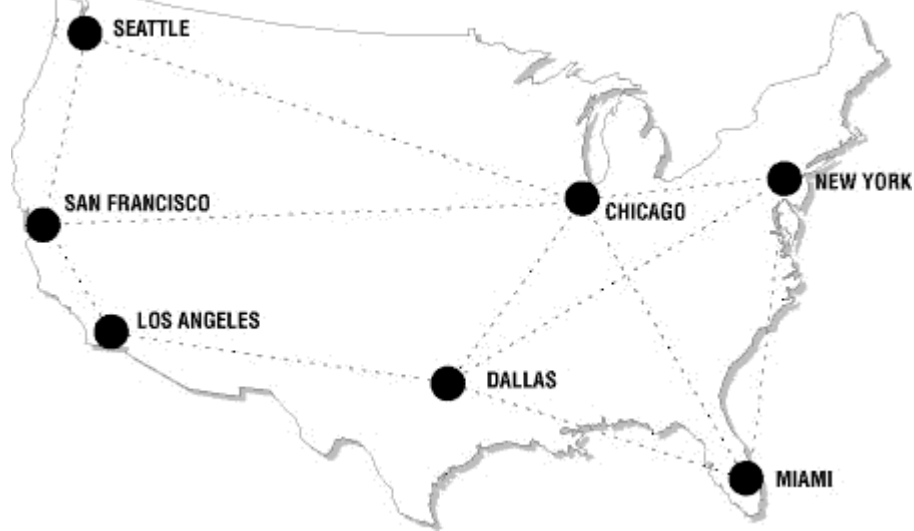 SEATTLE
SAN FRANCISCO
CHICAGO
NEW YORK
LOS ANGELES
DALLAS
MIAMI